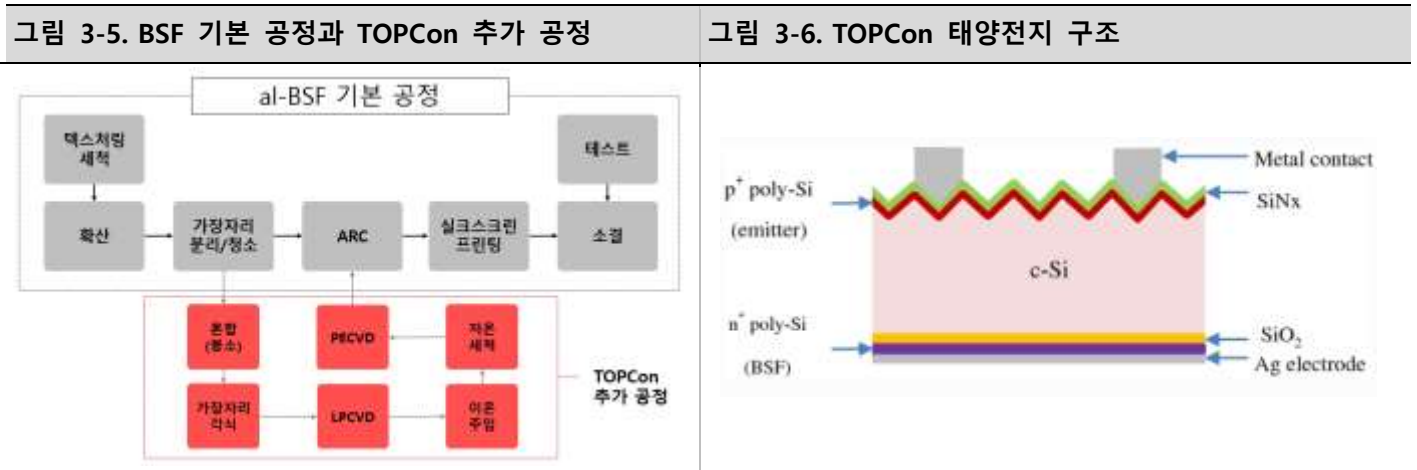 그림 3-5. BSF 기본 공정과 TOPCon 추가 공정
그림 3-6. TOPCon 태양전지 구조
al-BSF 기본 공정
텍스처링
세척
테스트
확산
가장자리
분리/청소
ARC
실크스크린
프린팅
소결
혼합
(붕소)
PECVD
자온
세척
가장자리
각식
LPCVD
이온
주입
TOPCon
추가 공정
Metal contact
p⁺ poly-Si
(emitter)
SiNx
c-Si
n⁺ poly-Si
(BSF)
SiO₂
Ag electrode